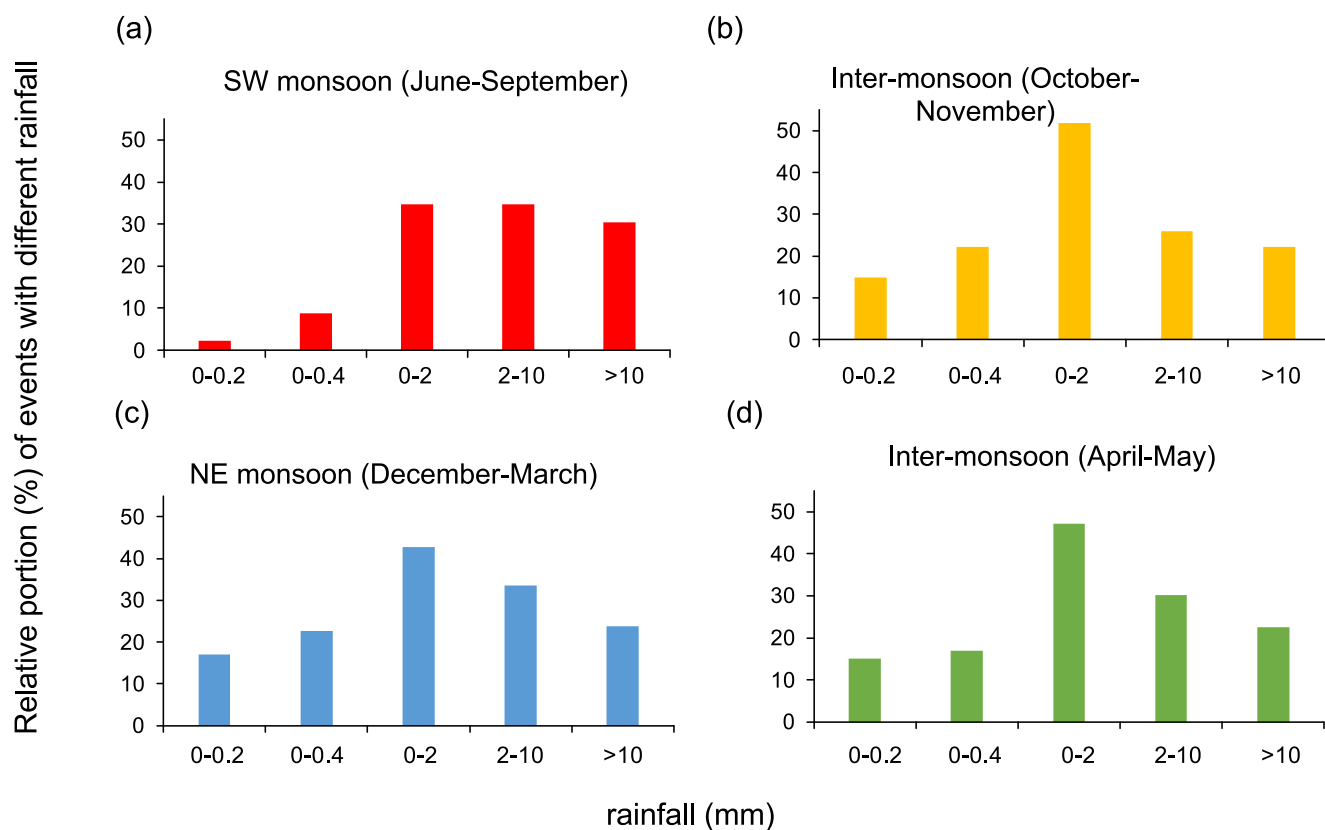 Relative portion (%) of events with different rainfall
(a)
SW monsoon (June-September)
50
40
30
20
10
0
0-0.2 0-0.4 0-2 2-10 >10
(b)
Inter-monsoon (October-
November)
50
40
30
20
10
0
0-0.2 0-0.4 0-2 2-10 >10
(c)
NE monsoon (December-March)
50
40
30
20
10
0
0-0.2 0-0.4 0-2 2-10 >10
(d)
Inter-monsoon (April-May)
50
40
30
20
10
0
0-0.2 0-0.4 0-2 2-10 >10
rainfall (mm)